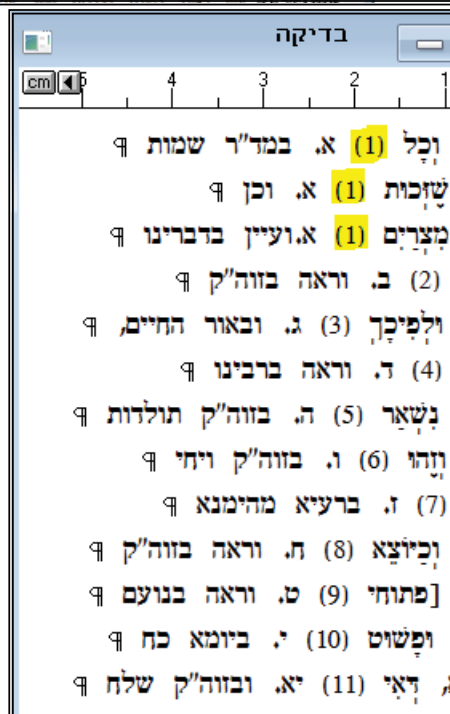 בדיקה
cm 5 4 3 2 1
וְכָל (1) א. במד"ר שמות ¶
שֶׁזְּכוּת (1) א. וכן ¶
מִצְרַיִם (1) א.ועיין בדברינו ¶
(2) ב. וראה בזוה"ק ¶
וּלְפִיכָךְ (3) ג. ובאור החיים, ¶
(4) ד. וראה ברבינו ¶
נִשְׁאַר (5) ה. בזוה"ק תולדות ¶
וְזֶהוּ (6) ו. בזוה"ק ויחי ¶
(7) ז. ברעיא מהימנא ¶
וְכַיּוֹצֵא (8) ח. וראה בזוה"ק ¶
[פתוחי (9) ט. וראה בנועם ¶
וּפָשׁוּט (10) י. ביומא כח ¶
, דְּאִי (11) יא. ובזוה"ק שלח ¶